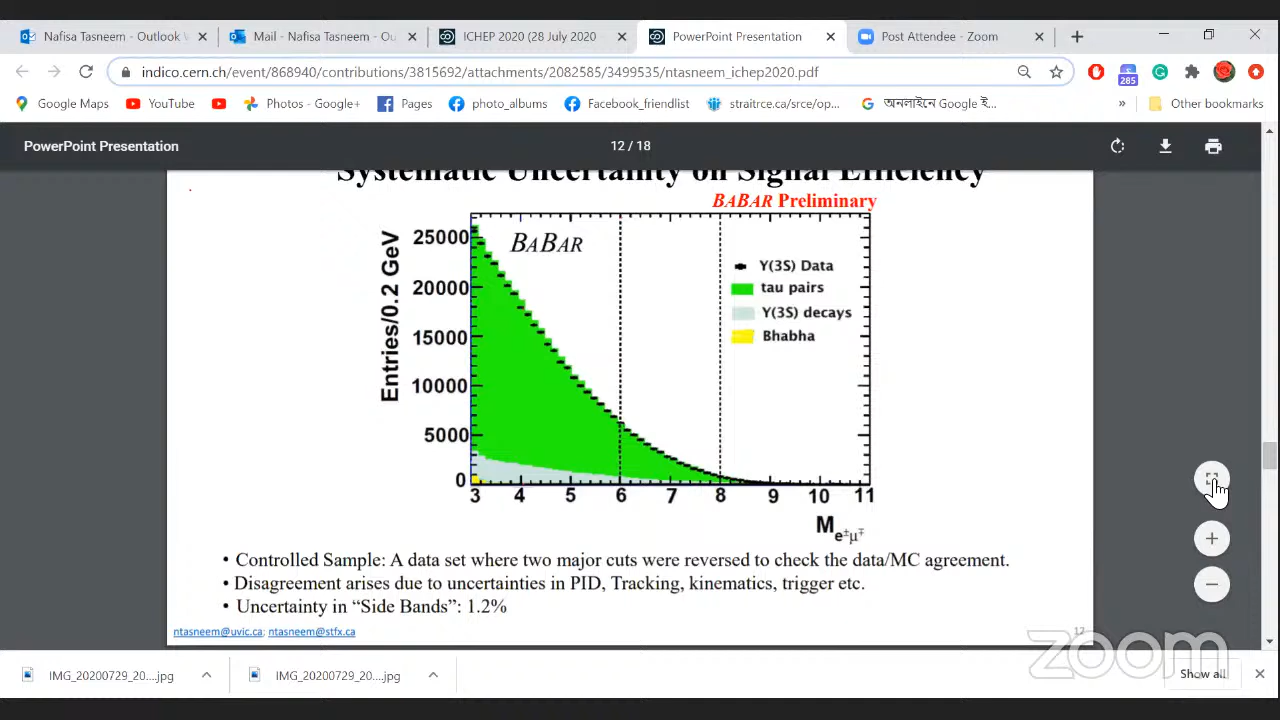 Nafisa Tasneem - Outlook
Mail - Nafisa Tasneem - Ou
ICHEP 2020 (28 July 2020
PowerPoint Presentation
Post Attendee - Zoom
indico.cern.ch/event/868940/contribution/3815692/attachments/2082585/3499535/ntasneem_ichep2020.pdf
285
Google Maps
YouTube
Photos - Google+
Pages
photo_albums
Facebook_friendlist
straitrce.ca/srce/op...
অনলাইনে Google ই...
»
Other bookmarks
PowerPoint Presentation
12 / 18
Systematic Uncertainty on Signal Efficiency
BABAR Preliminary
BABAR
Entries/0.2 GeV
25000
20000
15000
10000
5000
0
Υ(3S) Data
tau pairs
Υ(3S) decays
Bhabha
3 4 5 6 7 8 9 10 11
M e±μ∓
• Controlled Sample: A data set where two major cuts were reversed to check the data/MC agreement.
• Disagreement arises due to uncertainties in PID, Tracking, kinematics, trigger etc.
• Uncertainty in “Side Bands”: 1.2%
ntasneem@uvic.ca; ntasneem@stfx.ca
12
zoom
IMG_20200729_20....jpg
IMG_20200729_20....jpg
Show all